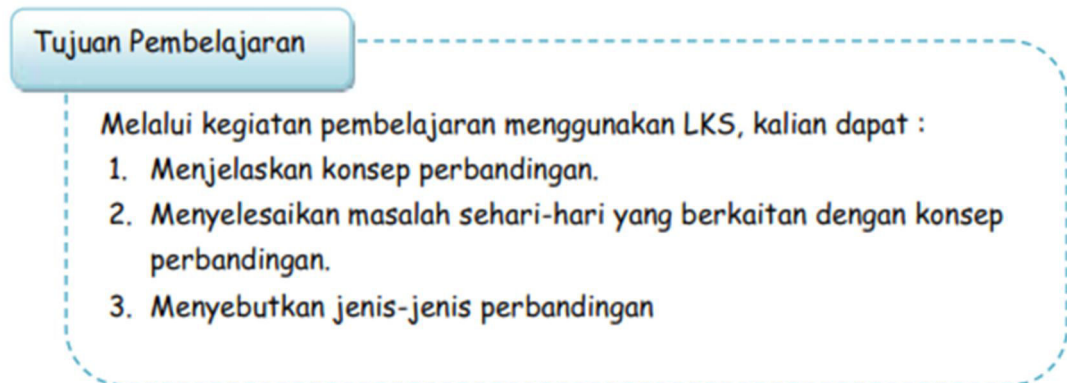 Tujuan Pembelajaran
Melalui kegiatan pembelajaran menggunakan LKS, kalian dapat :
1. Menjelaskan konsep perbandingan.
2. Menyelesaikan masalah sehari-hari yang berkaitan dengan konsep
perbandingan.
3. Menyebutkan jenis-jenis perbandingan